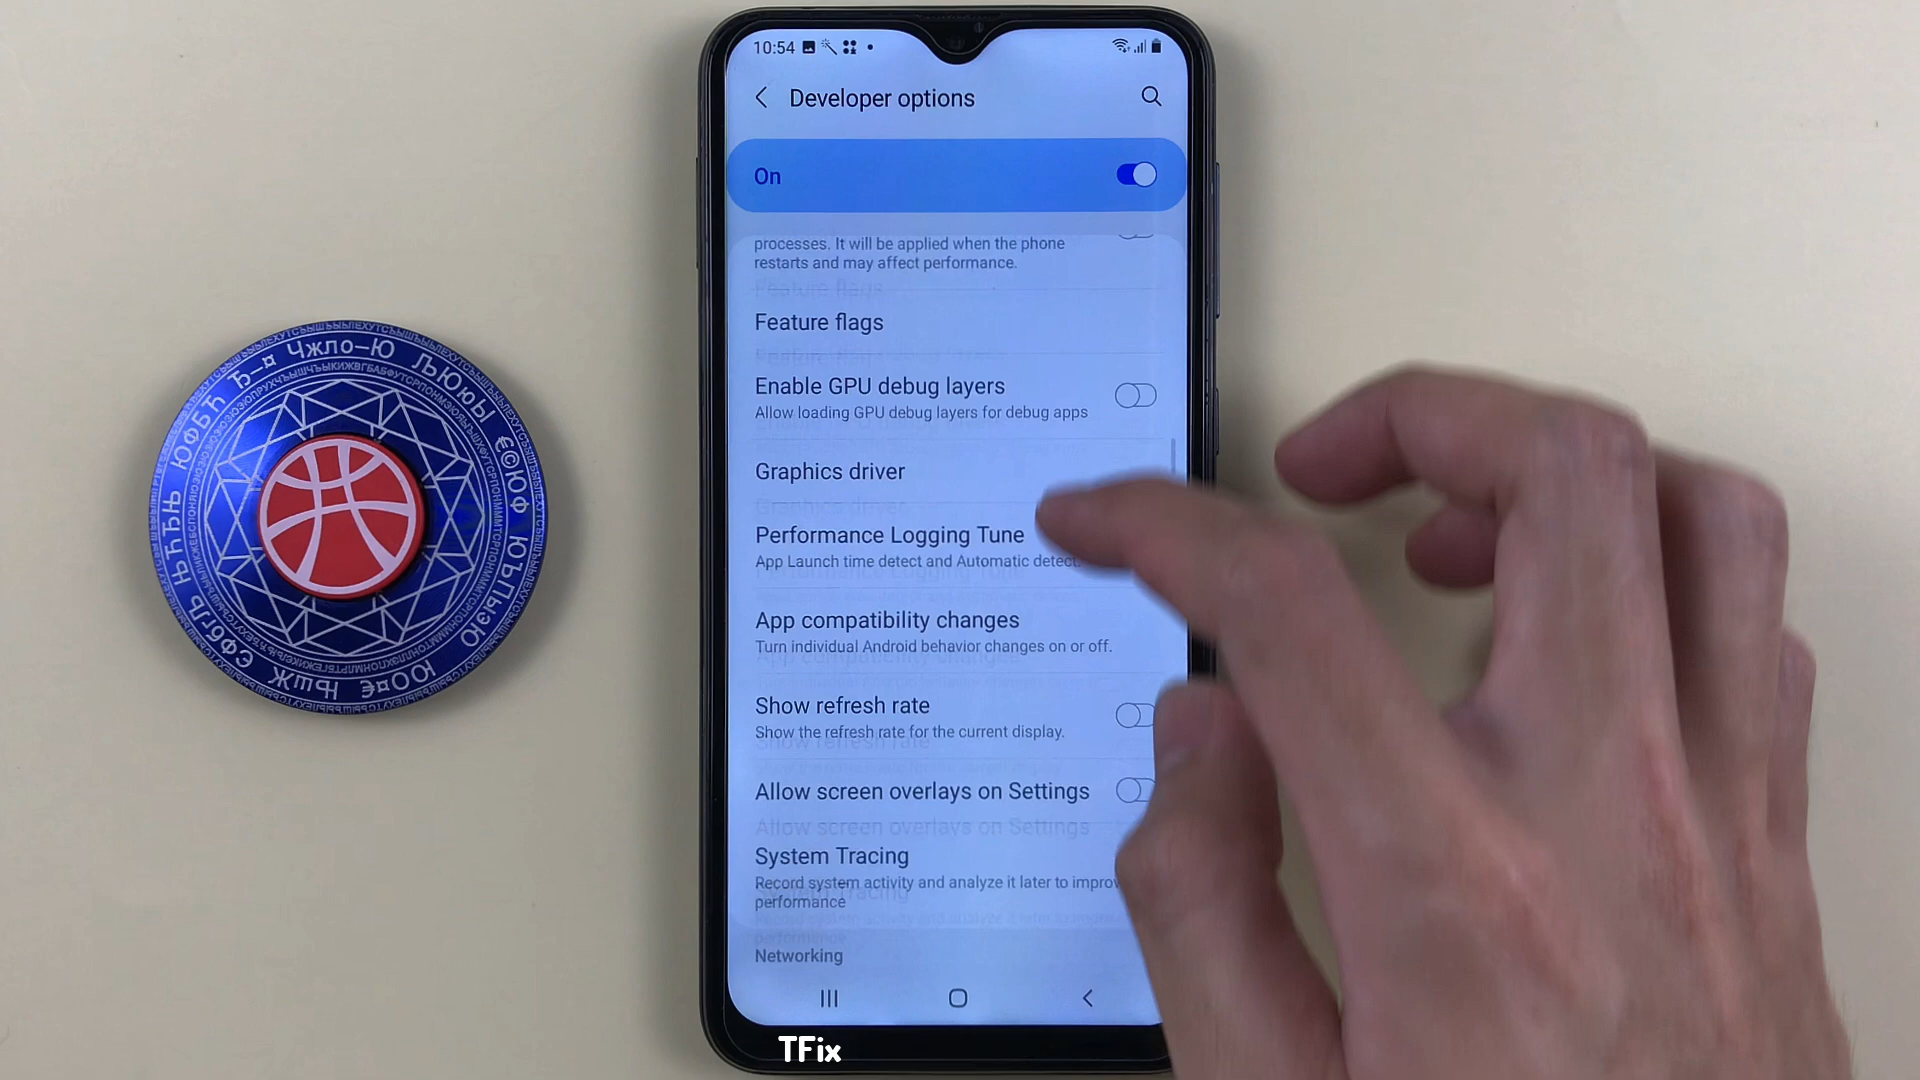 10:54
Developer options
On
processes. It will be applied when the phone
restarts and may affect performance.
Feature flags
Enable GPU debug layers
Allow loading GPU debug layers for debug apps
Graphics driver
Performance Logging Tune
App Launch time detect and Automatic detect.
App compatibility changes
Turn individual Android behavior changes on or off.
Show refresh rate
Show the refresh rate for the current display.
Allow screen overlays on Settings
System Tracing
Record system activity and analyze it later to improv
performance
Networking
TFix